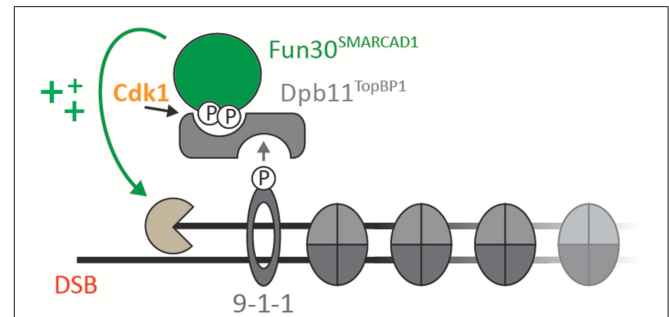 Fun30SMARCAD1
+++
Cdk1
Dpb11TopBP1
P P
P
DSB
9-1-1